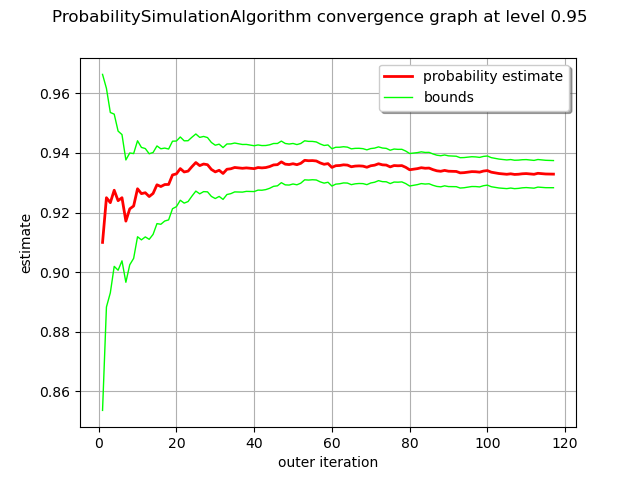 ProbabilitySimulationAlgorithm convergence graph at level 0.95
probability estimate
bounds
0.96
0.94
0.92
0.90
0.88
0.86
estimate
0 20 40 60 80 100 120
outer iteration